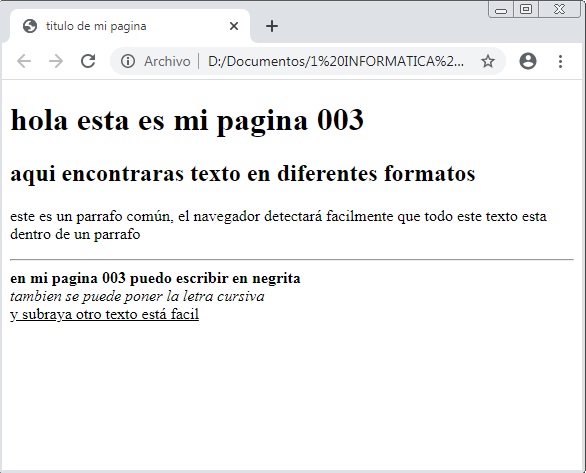 titulo de mi pagina
Archivo | D:/Documentos/1%20INFORMATICA%2...
hola esta es mi pagina 003
aqui encontraras texto en diferentes formatos
este es un parrafo común, el navegador detectará facilmente que todo este texto esta
dentro de un parrafo
en mi pagina 003 puedo escribir en negrita
tambien se puede poner la letra cursiva
y subraya otro texto está facil